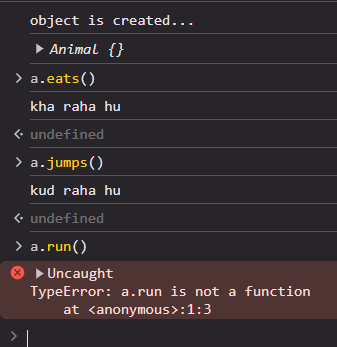 object is created...
Animal {}
a.eats()
kha raha hu
undefined
a.jumps()
kud raha hu
undefined
a.run()
Uncaught
TypeError: a.run is not a function
at <anonymous>:1:3